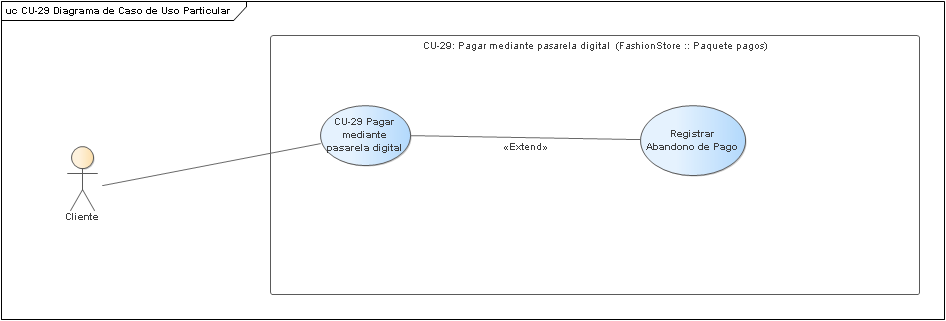 uc CU-29 Diagrama de Caso de Uso Particular
CU-29: Pagar mediante pasarela digital (FashionStore :: Paquete pagos)
CU-29 Pagar
mediante
pasarela digital
«Extend»
Registrar
Abandono de Pago
Cliente